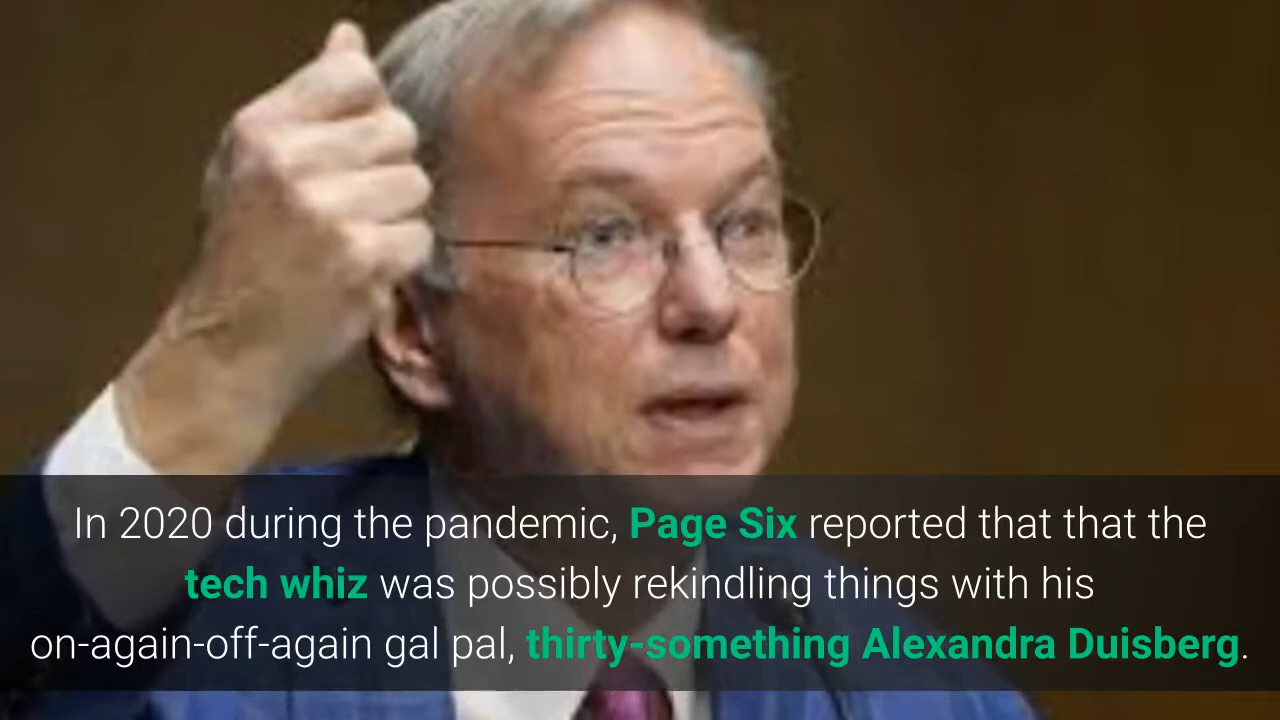 In 2020 during the pandemic, Page Six reported that that the
tech whiz was possibly rekindling things with his
on-again-off-again gal pal, thirty-something Alexandra Duisberg.